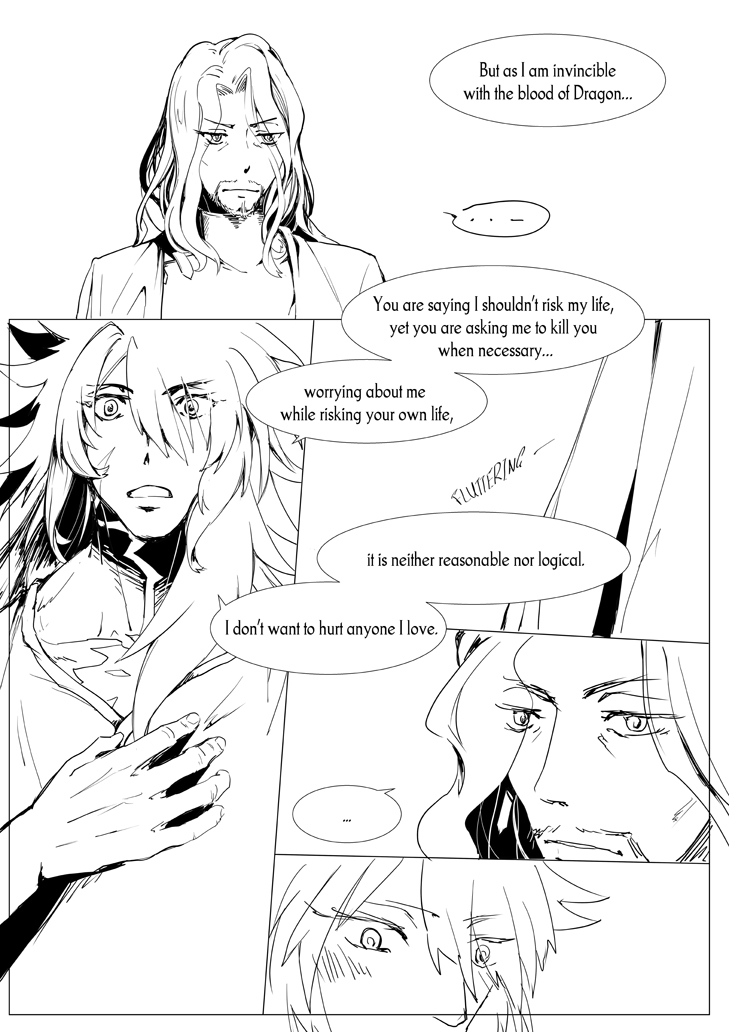 But as I am invincible
with the blood of Dragon...
. . . –
You are saying I shouldn't risk my life,
yet you are asking me to kill you
when necessary...
worrying about me
while risking your own life,
FLUTTERING –
it is neither reasonable nor logical.
I don't want to hurt anyone I love.
...